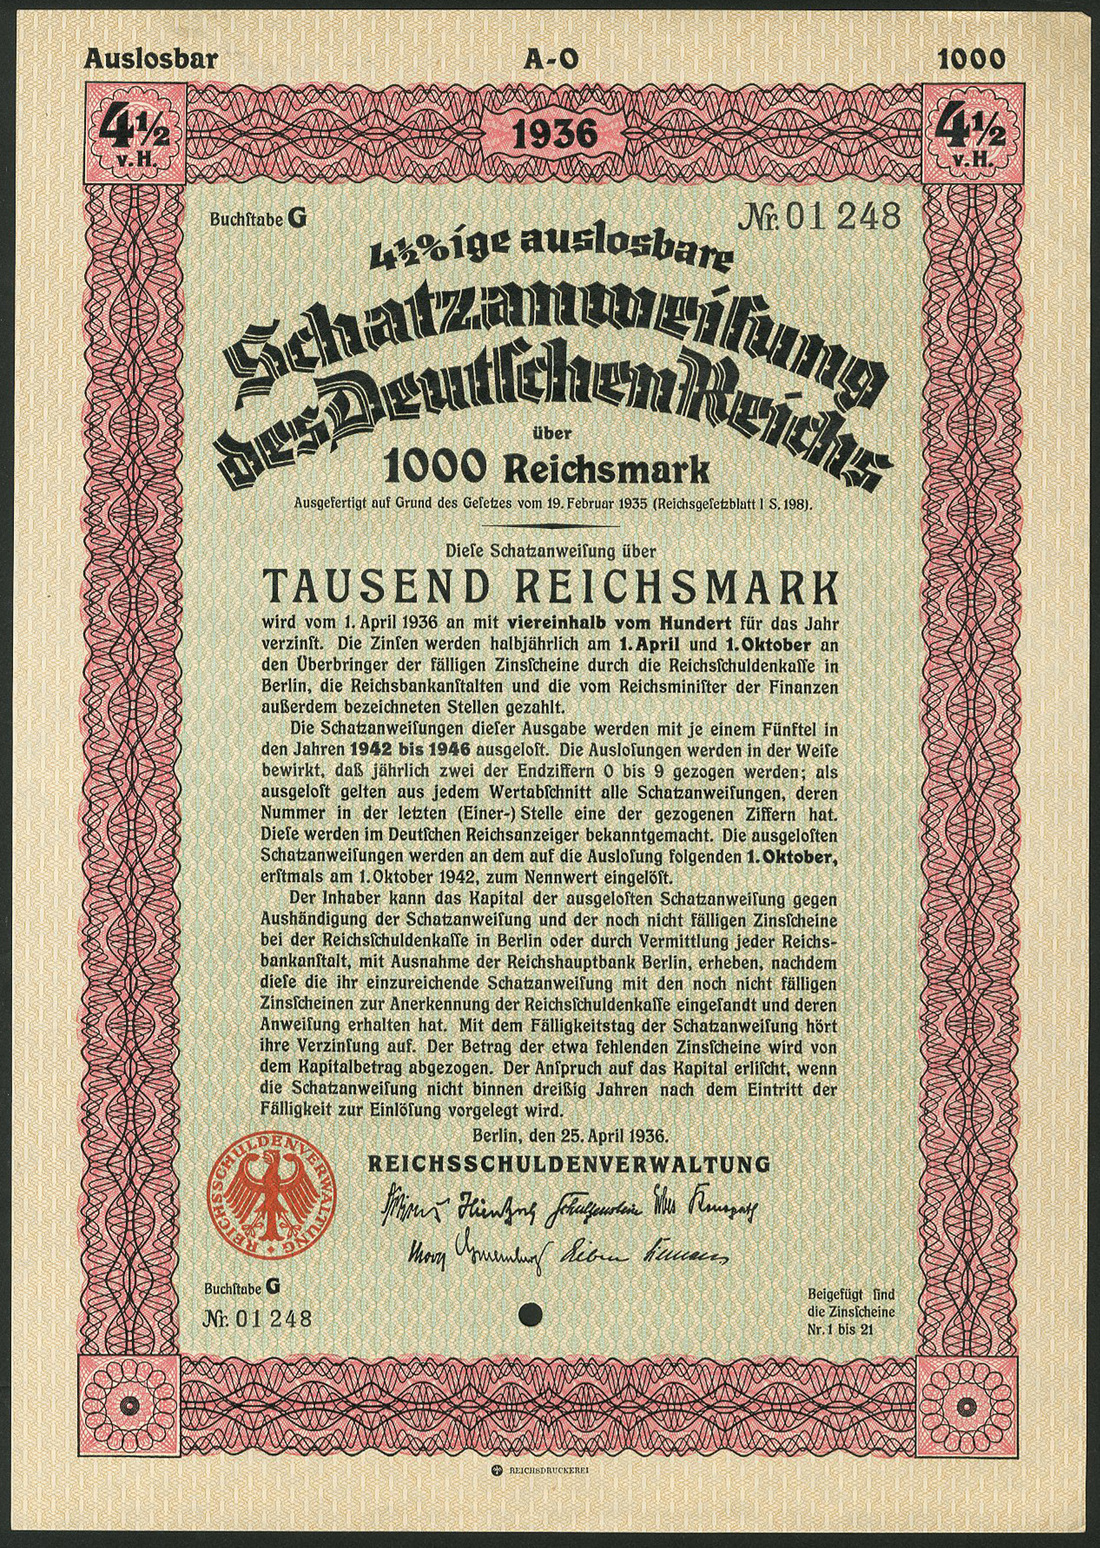 Auslosbar A-O 1000
4½ v.H. 1936 4½ v.H.
Buchſtabe G Nr. 01 248
4½%ige auslosbare
Schatzanweiſung
des Deutſchen Reichs
über
1000 Reichsmark
Ausgefertigt auf Grund des Geſetzes vom 19. Februar 1935 (Reichsgeſetzblatt I S. 198).
Dieſe Schatzanweiſung über
TAUSEND REICHSMARK
wird vom 1. April 1936 an mit viereinhalb vom Hundert für das Jahr
verzinſt. Die Zinſen werden halbjährlich am 1. April und 1. Oktober an
den Überbringer der fälligen Zinsſcheine durch die Reichsſchuldenkaſſe in
Berlin, die Reichsbankanſtalten und die vom Reichsminiſter der Finanzen
außerdem bezeichneten Stellen gezahlt.
Die Schatzanweiſungen dieſer Ausgabe werden mit je einem Fünftel in
den Jahren 1942 bis 1946 ausgeloſt. Die Ausloſungen werden in der Weiſe
bewirkt, daß jährlich zwei der Endziffern 0 bis 9 gezogen werden; als
ausgeloſt gelten aus jedem Wertabſchnitt alle Schatzanweiſungen, deren
Nummer in der letzten (Einer-) Stelle eine der gezogenen Ziffern hat.
Dieſe werden im Deutſchen Reichsanzeiger bekanntgemacht. Die ausgeloſten
Schatzanweiſungen werden an dem auf die Ausloſung folgenden 1. Oktober,
erſtmals am 1. Oktober 1942, zum Nennwert eingelöſt.
Der Inhaber kann das Kapital der ausgeloſten Schatzanweiſung gegen
Aushändigung der Schatzanweiſung und der noch nicht fälligen Zinsſcheine
bei der Reichsſchuldenkaſſe in Berlin oder durch Vermittlung jeder Reichs-
bankanſtalt, mit Ausnahme der Reichshauptbank Berlin, erheben, nachdem
dieſe die ihr einzureichende Schatzanweiſung mit den noch nicht fälligen
Zinsſcheinen zur Anerkennung der Reichsſchuldenkaſſe eingeſandt und deren
Anweiſung erhalten hat. Mit dem Fälligkeitstag der Schatzanweiſung hört
ihre Verzinſung auf. Der Betrag der etwa fehlenden Zinsſcheine wird von
dem Kapitalbetrag abgezogen. Der Anſpruch auf das Kapital erliſcht, wenn
die Schatzanweiſung nicht binnen dreißig Jahren nach dem Eintritt der
Fälligkeit zur Einlöſung vorgelegt wird.
Berlin, den 25. April 1936.
REICHSSCHULDENVERWALTUNG
REICHSSCHULDENVERWALTUNG
Buchſtabe G
Nr. 01 248
Beigefügt ſind
die Zinsſcheine
Nr. 1 bis 21
REICHSDRUCKEREI